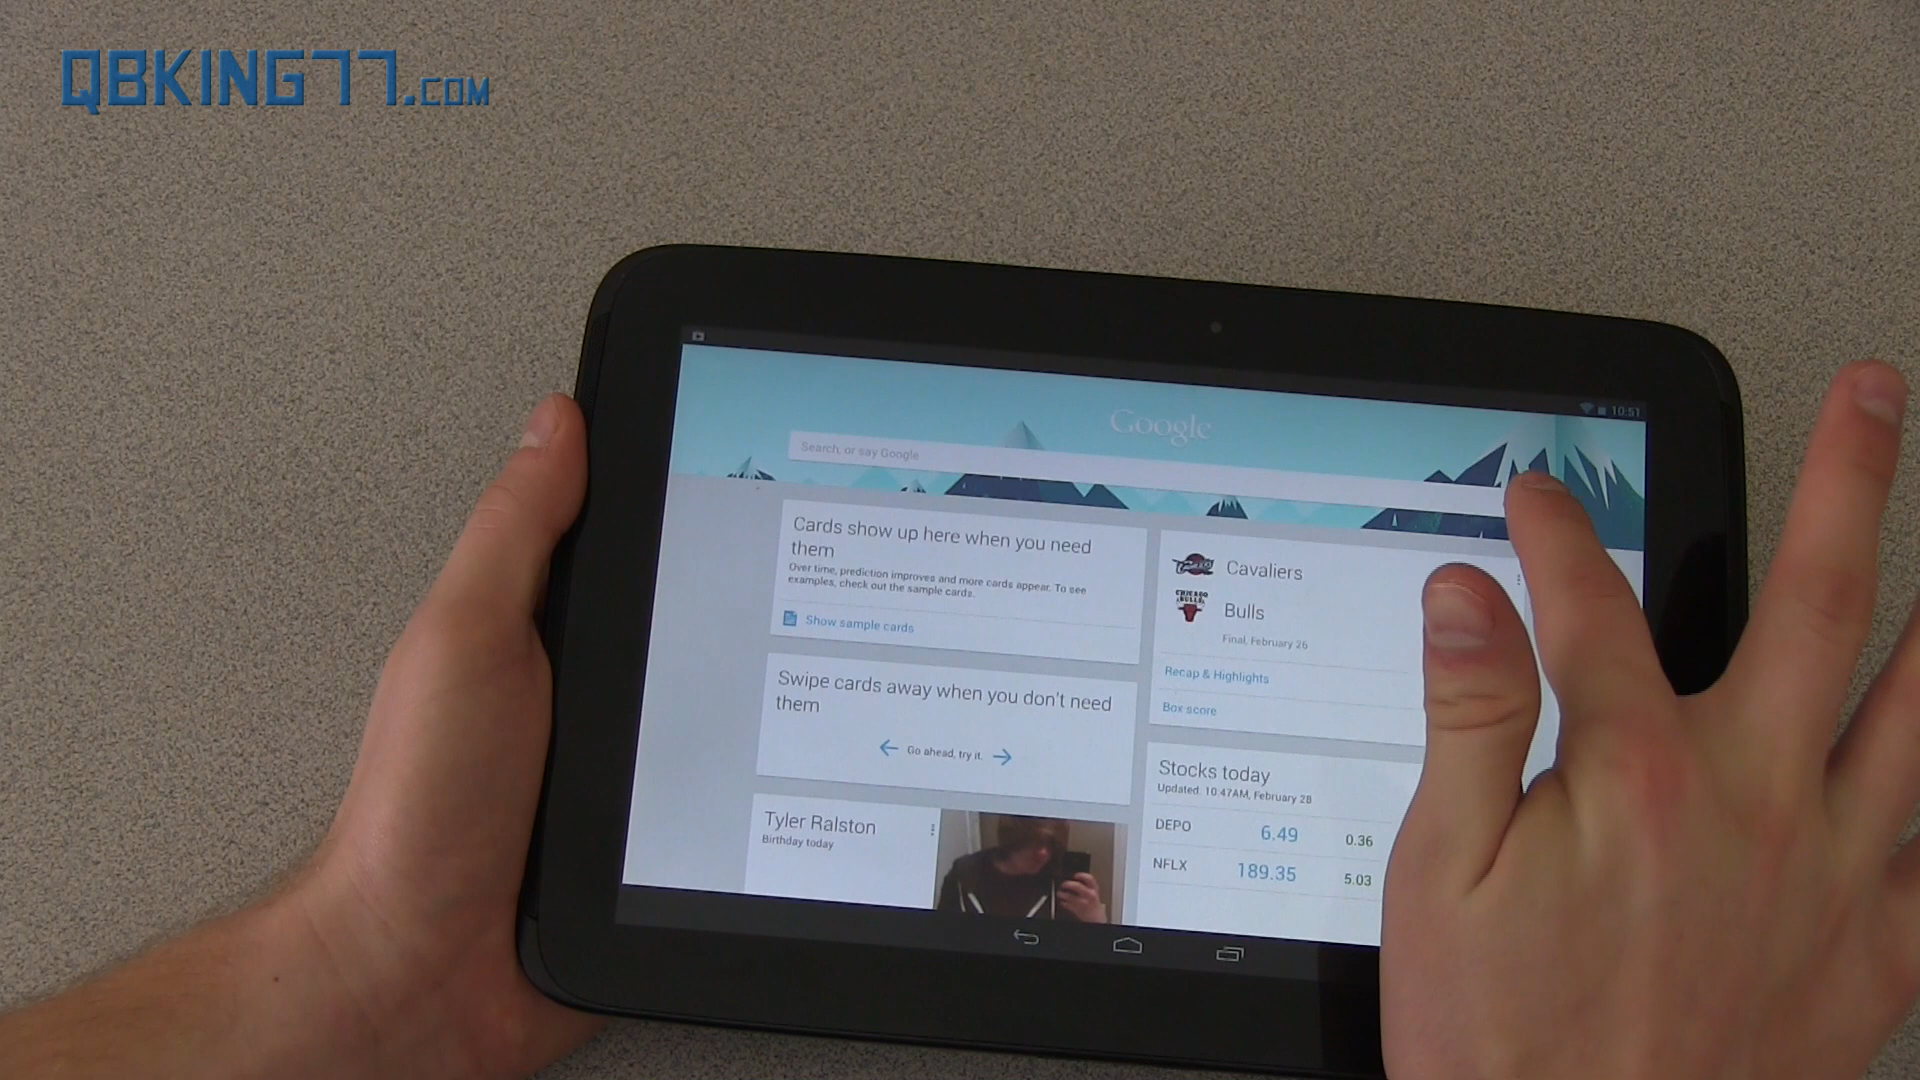 QBKING77.COM
10:51
Google
Search, or say Google
Cards show up here when you need
them
Over time, prediction improves and more cards appear. To see
examples, check out the sample cards.
Show sample cards
Swipe cards away when you don't need
them
Go ahead, try it.
Tyler Ralston
Birthday today
Cavaliers
CHICAGO
BULLS
Bulls
Final, February 26
Recap & Highlights
Box score
Stocks today
Updated: 10:47AM, February 28
DEPO 6.49 0.36
NFLX 189.35 5.03